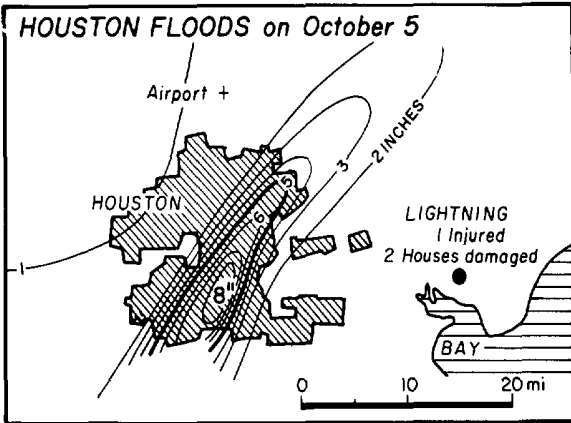 HOUSTON FLOODS on October 5
Airport +
2 INCHES
3
5
HOUSTON
6
LIGHTNING
1 Injured
2 Houses damaged
1
8"
BAY
0 10 20 mi